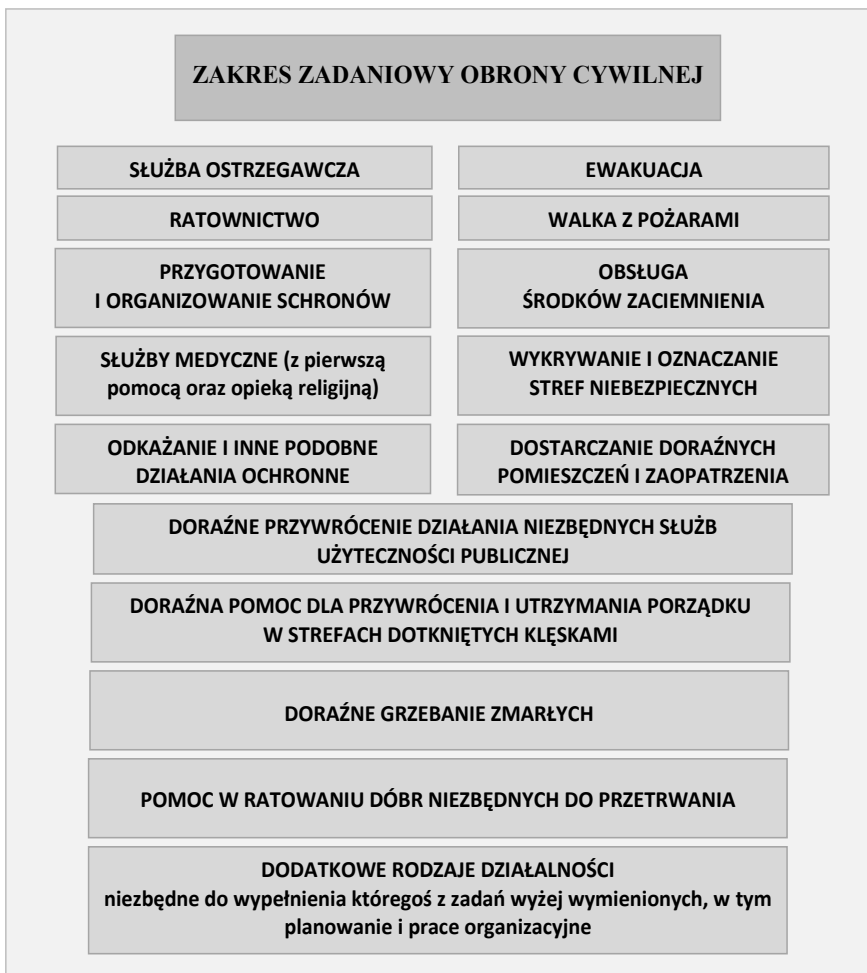 ZAKRES ZADANIOWY OBRONY CYWILNEJ
SŁUŻBA OSTRZEGAWCZA
EWAKUACJA
RATOWNICTWO
WALKA Z POŻARAMI
PRZYGOTOWANIE
I ORGANIZOWANIE SCHRONÓW
OBSŁUGA
ŚRODKÓW ZACIEMNIENIA
SŁUŻBY MEDYCZNE (z pierwszą
pomocą oraz opieką religijną)
WYKRYWANIE I OZNACZANIE
STREF NIEBEZPIECZNYCH
ODKAŻANIE I INNE PODOBNE
DZIAŁANIA OCHRONNE
DOSTARCZANIE DORAŹNYCH
POMIESZCZEŃ I ZAOPATRZENIA
DORAŹNE PRZYWRÓCENIE DZIAŁANIA NIEZBĘDNYCH SŁUŻB
UŻYTECZNOŚCI PUBLICZNEJ
DORAŹNA POMOC DLA PRZYWRÓCENIA I UTRZYMANIA PORZĄDKU
W STREFACH DOTKNIĘTYCH KLĘSKAMI
DORAŹNE GRZEBANIE ZMARŁYCH
POMOC W RATOWANIU DÓBR NIEZBĘDNYCH DO PRZETRWANIA
DODATKOWE RODZAJE DZIAŁALNOŚCI
niezbędne do wypełnienia któregoś z zadań wyżej wymienionych, w tym
planowanie i prace organizacyjne